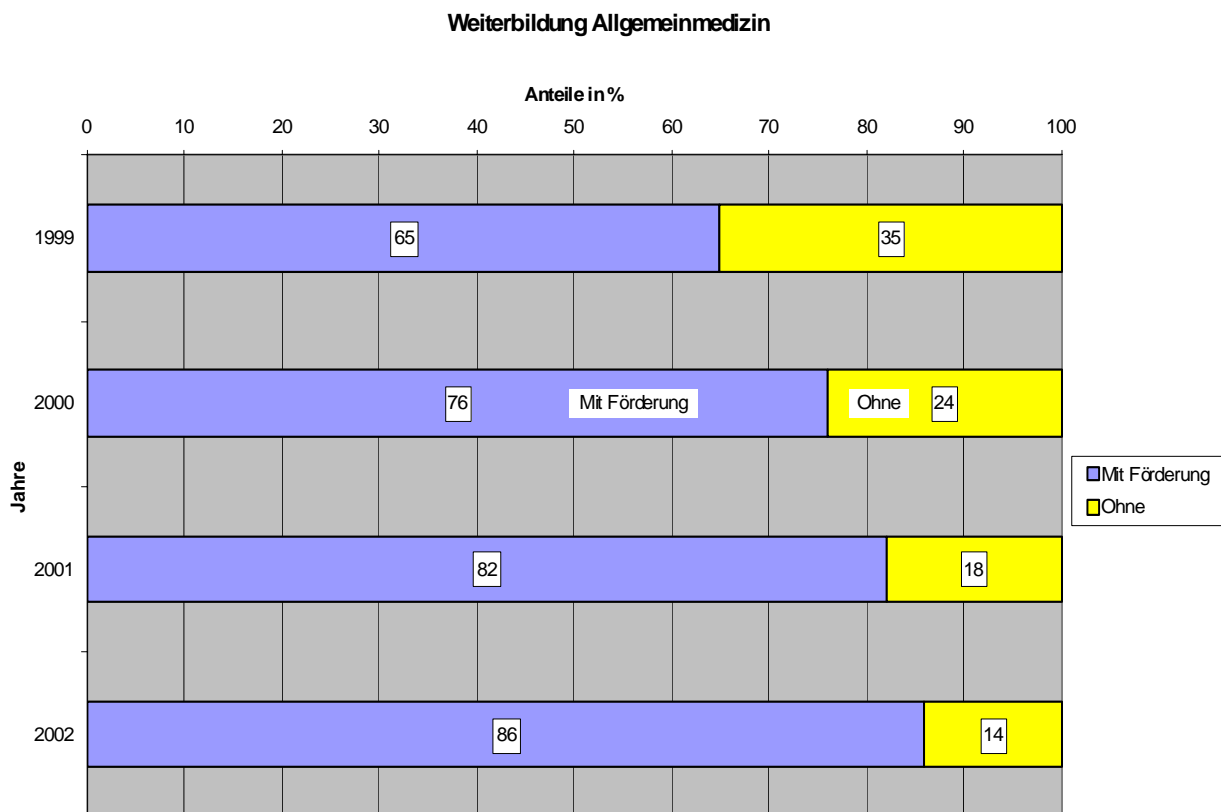 Weiterbildung Allgemeinmedizin
Anteile in %
0 10 20 30 40 50 60 70 80 90 100
1999 65 35
2000 76 Mit Förderung Ohne 24
Jahre
Mit Förderung
Ohne
2001 82 18
2002 86 14